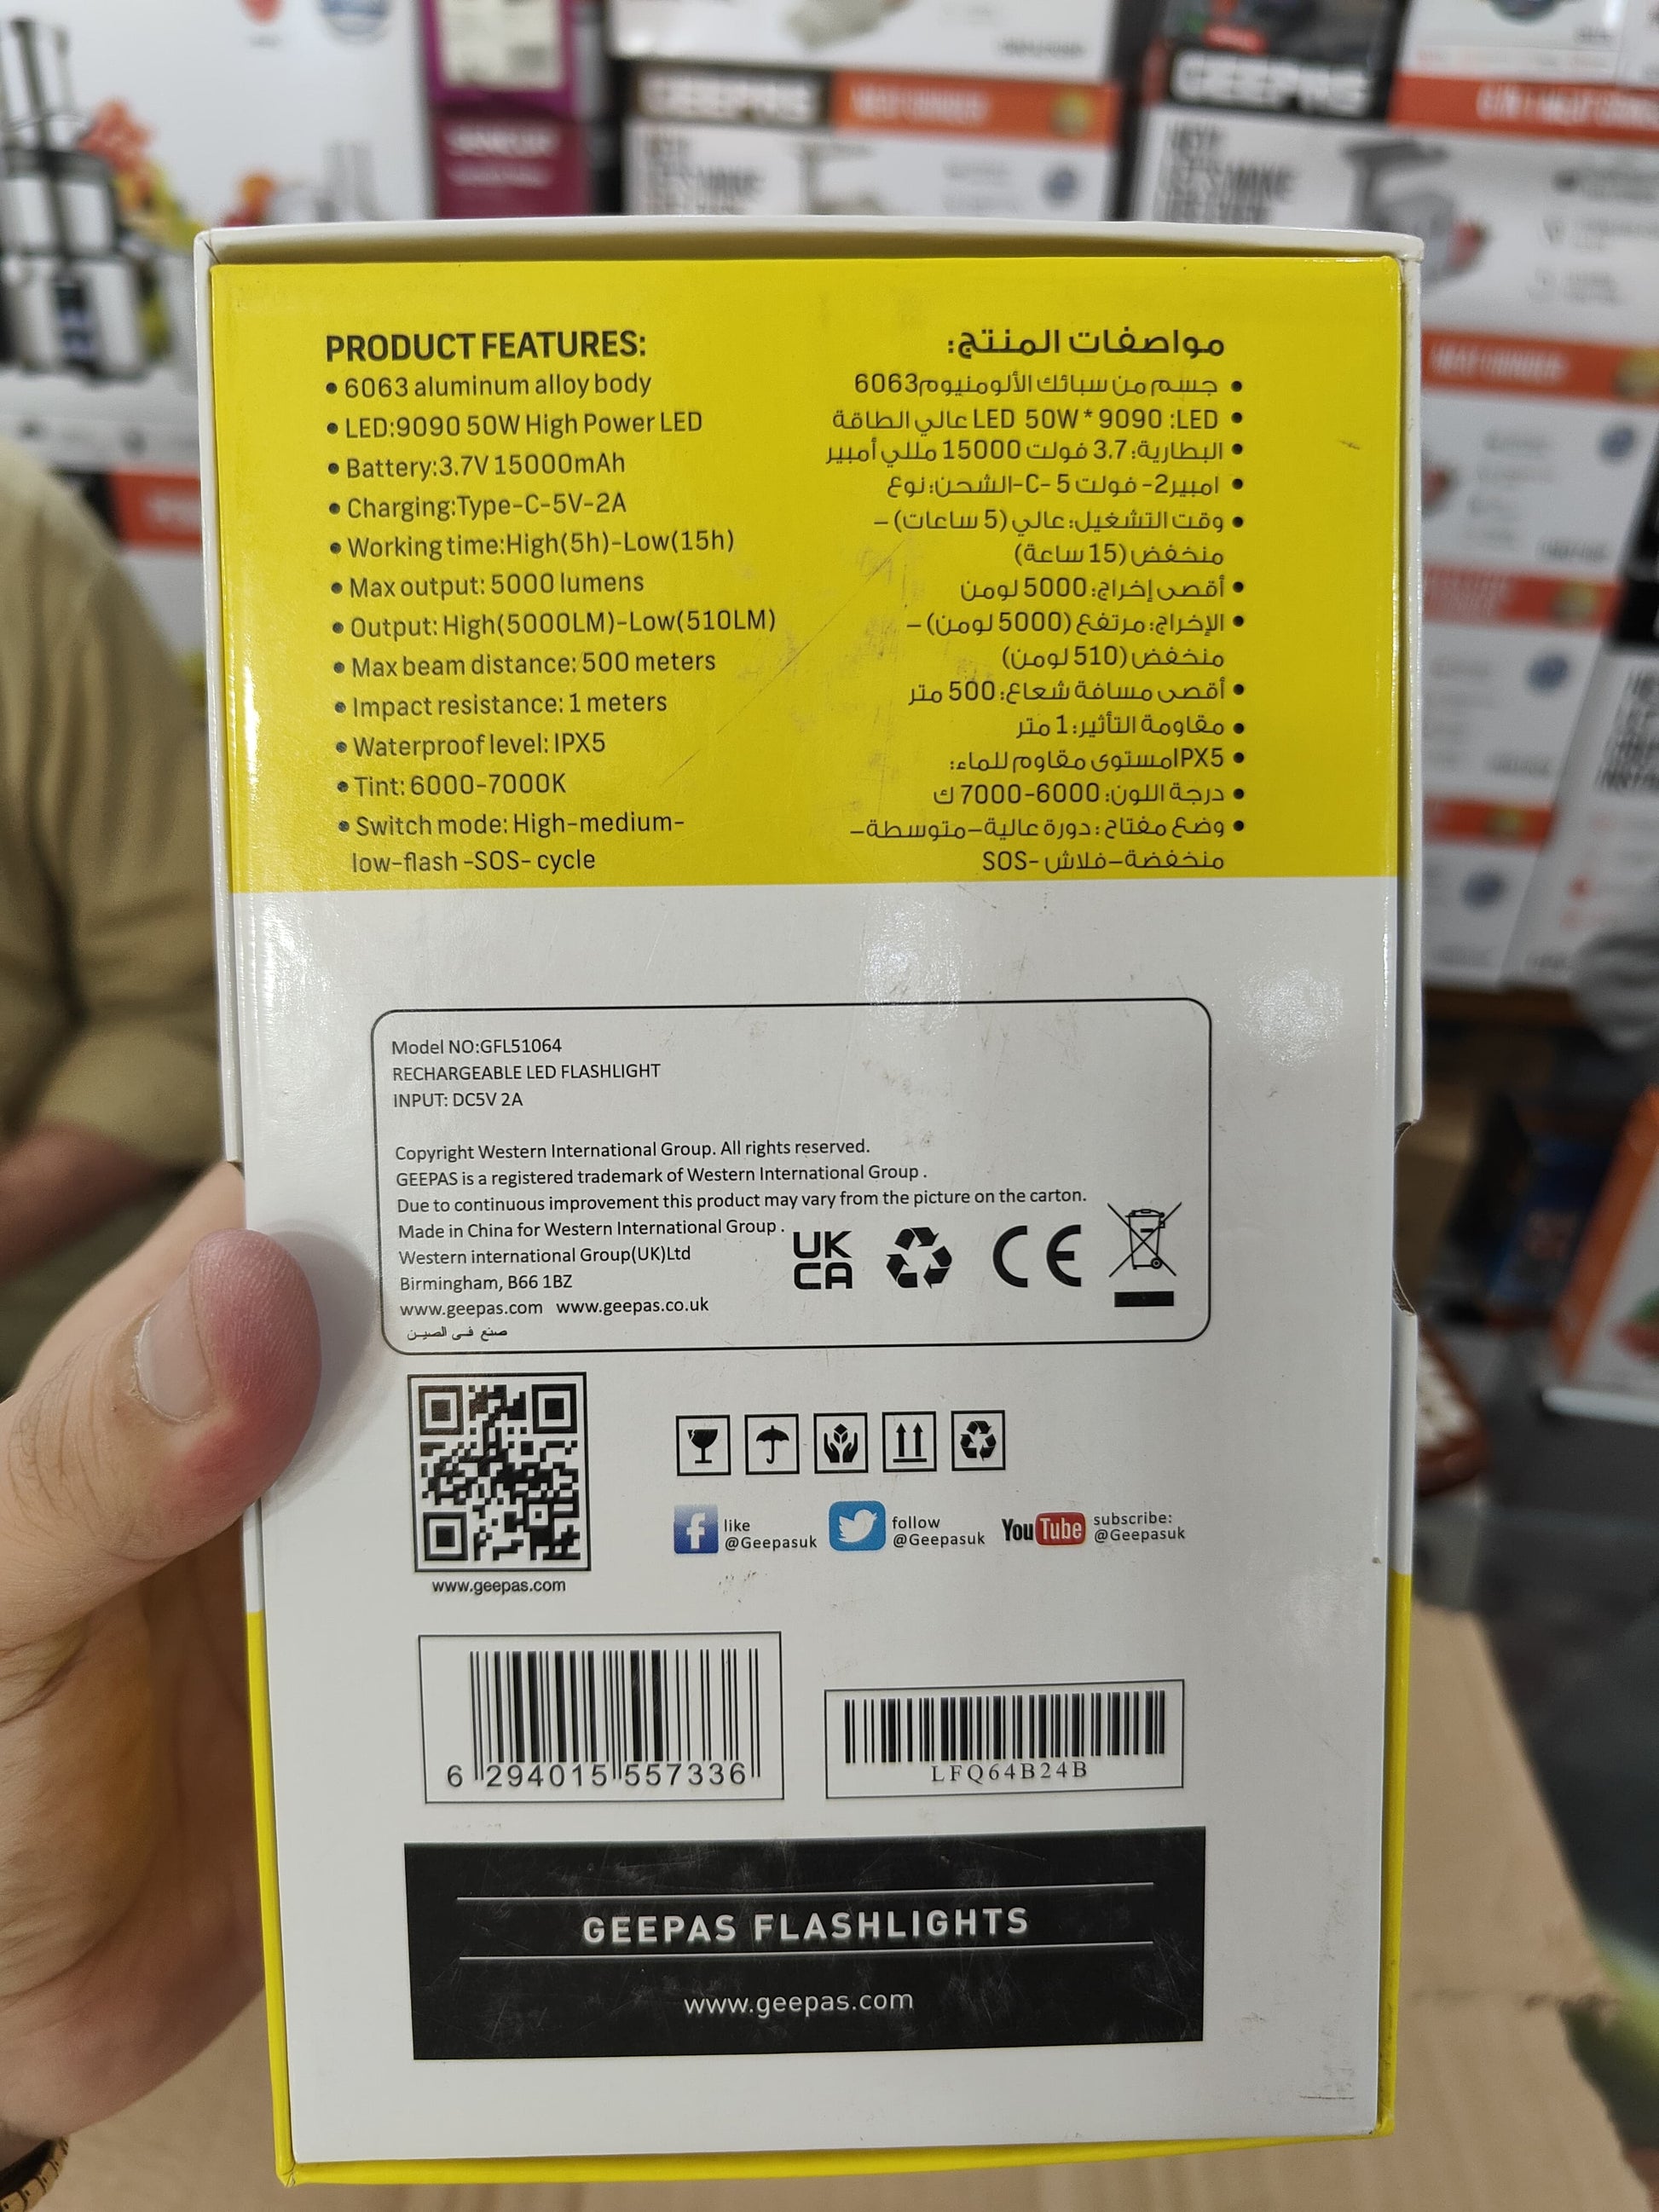 GEEPAS
GEEPAS
PRODUCT FEATURES:
• 6063 aluminum alloy body
• LED:9090 50W High Power LED
• Battery:3.7V 15000mAh
• Charging:Type-C-5V-2A
• Working time:High(5h)-Low(15h)
• Max output: 5000 lumens
• Output: High(5000LM)-Low(510LM)
• Max beam distance: 500 meters
• Impact resistance: 1 meters
• Waterproof level: IPX5
• Tint: 6000-7000K
• Switch mode: High-medium-
low-flash -SOS- cycle
مواصفات المنتج:
• جسم من سبائك الألومنيوم6063
• LED: 9090 * LED 50W عالي الطاقة
• البطارية: 3.7 فولت 15000 مللي أمبير
• امبير2- فولت 5 -C-الشحن:نوع
• وقت التشغيل: عالي (5 ساعات) -
منخفض (15 ساعة)
• أقصى إخراج: 5000 لومن
• الإخراج: مرتفع (5000 لومن) -
منخفض (510 لومن)
• أقصى مسافة شعاع: 500 متر
• مقاومة التأثير: 1 متر
• IPX5مستوى مقاوم للماء:
• درجة اللون: 6000-7000 ك
• وضع مفتاح : دورة عالية-متوسطة-
منخفضة-فلاش -SOS
Model NO:GFL51064
RECHARGEABLE LED FLASHLIGHT
INPUT: DC5V 2A
Copyright Western International Group. All rights reserved.
GEEPAS is a registered trademark of Western International Group .
Due to continuous improvement this product may vary from the picture on the carton.
Made in China for Western International Group .
Western international Group(UK)Ltd
Birmingham, B66 1BZ
www.geepas.com www.geepas.co.uk
صنع فى الصين
UK
CA
CE
www.geepas.com
like
@Geepasuk
follow
@Geepasuk
YouTube
subscribe:
@Geepasuk
6 294015 557336
LFQ64B24B
GEEPAS FLASHLIGHTS
www.geepas.com